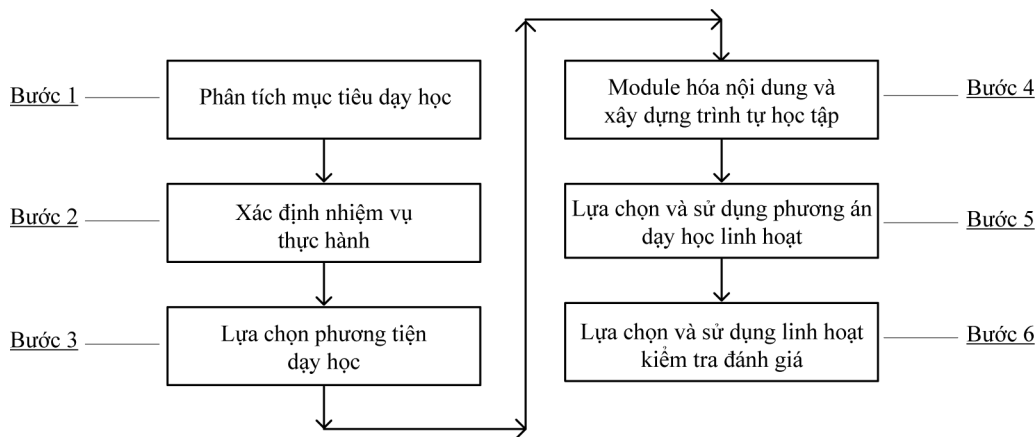 Bước 1
Phân tích mục tiêu dạy học
Bước 2
Xác định nhiệm vụ
thực hành
Bước 3
Lựa chọn phương tiện
dạy học
Module hóa nội dung và
xây dựng trình tự học tập
Bước 4
Lựa chọn và sử dụng phương án
dạy học linh hoạt
Bước 5
Lựa chọn và sử dụng linh hoạt
kiểm tra đánh giá
Bước 6